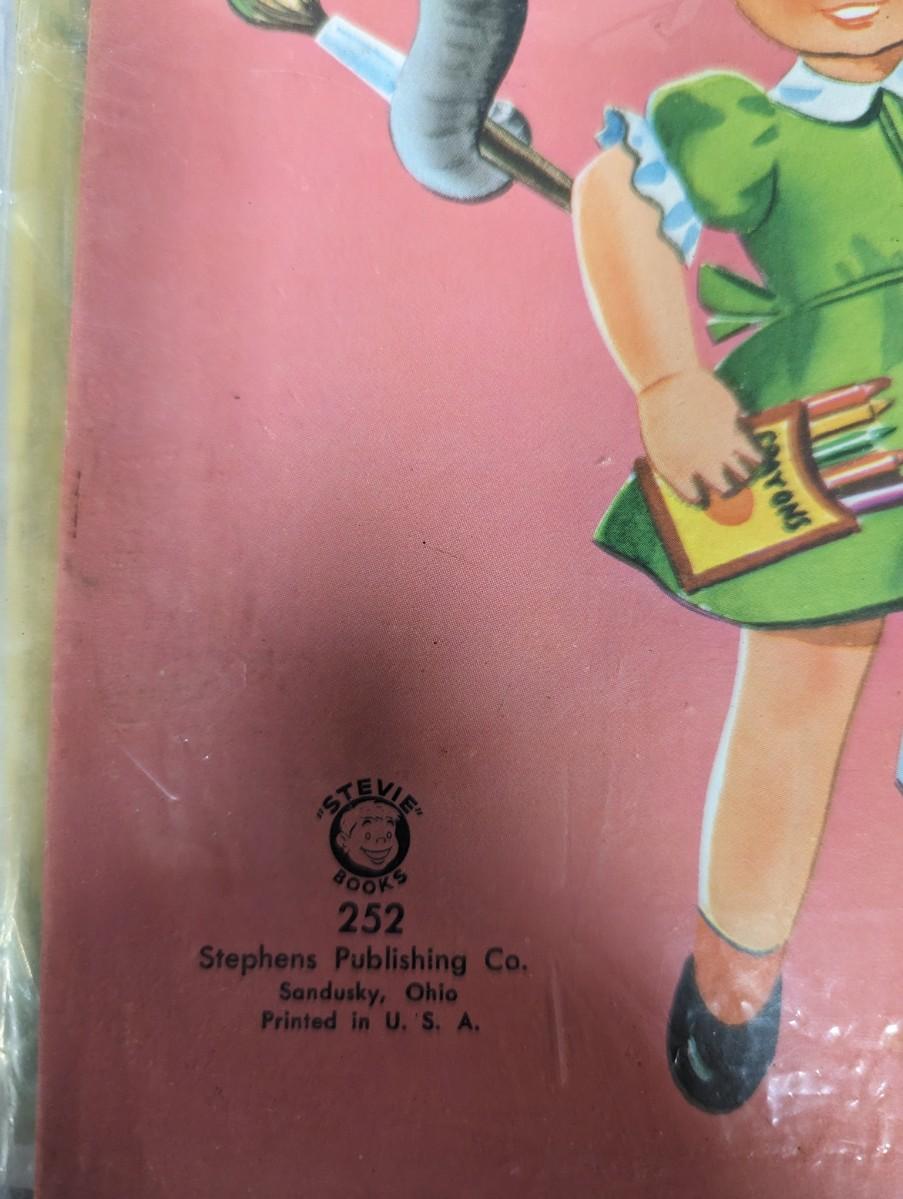 CRAYONS
"STEVIE"
BOOKS
252
Stephens Publishing Co.
Sandusky, Ohio
Printed in U. S. A.